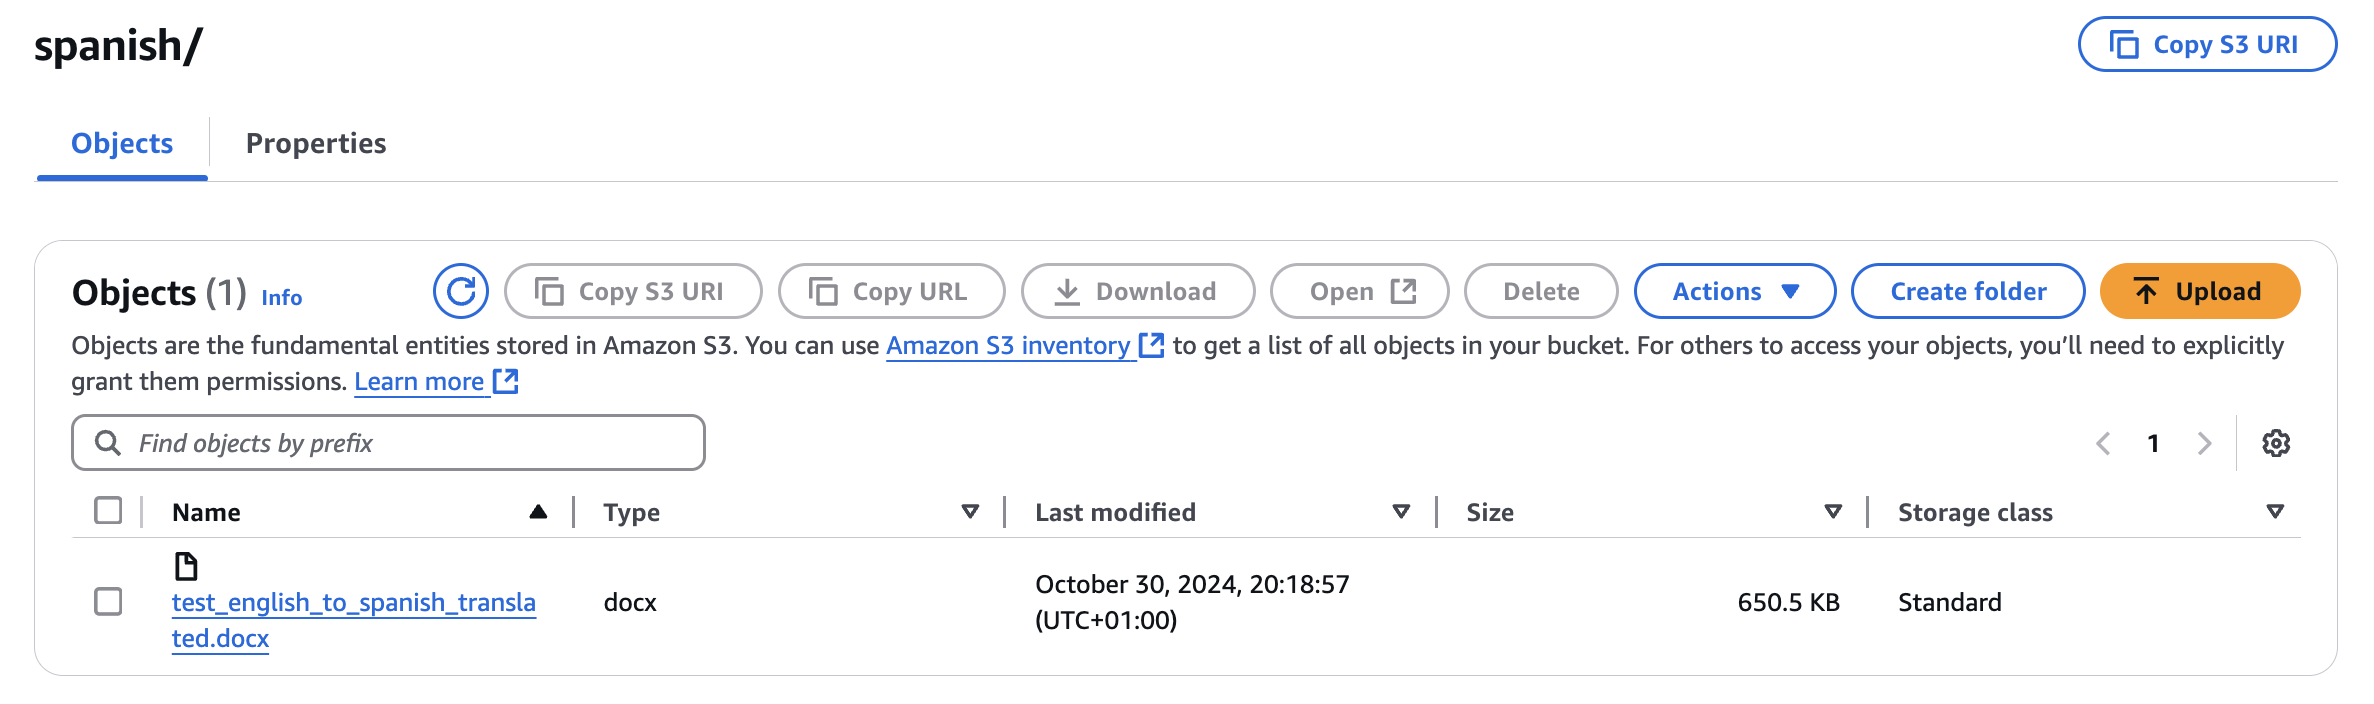 spanish/
Copy S3 URI
Objects
Properties
Objects (1) Info
Copy S3 URI
Copy URL
Download
Open
Delete
Actions
Create folder
Upload
Objects are the fundamental entities stored in Amazon S3. You can use Amazon S3 inventory to get a list of all objects in your bucket. For others to access your objects, you’ll need to explicitly
grant them permissions. Learn more
Find objects by prefix
1
Name
Type
Last modified
Size
Storage class
test_english_to_spanish_transla
ted.docx
docx
October 30, 2024, 20:18:57
(UTC+01:00)
650.5 KB
Standard